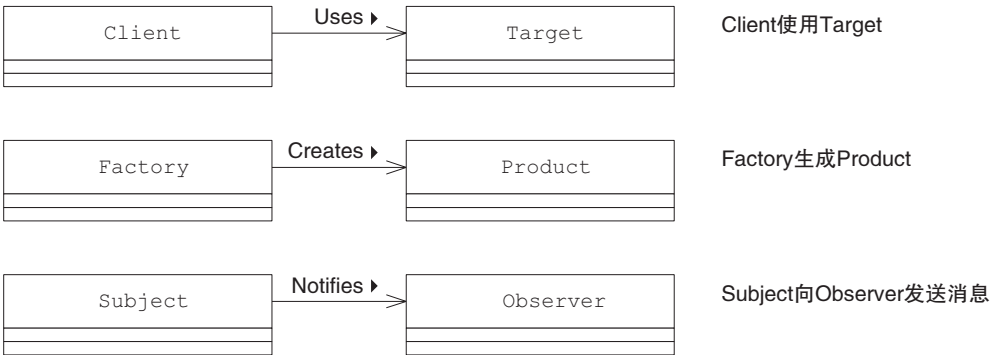 Uses ▶
Client
Target
Client使用Target
Creates ▶
Factory
Product
Factory生成Product
Notifies ▶
Subject
Observer
Subject向Observer发送消息